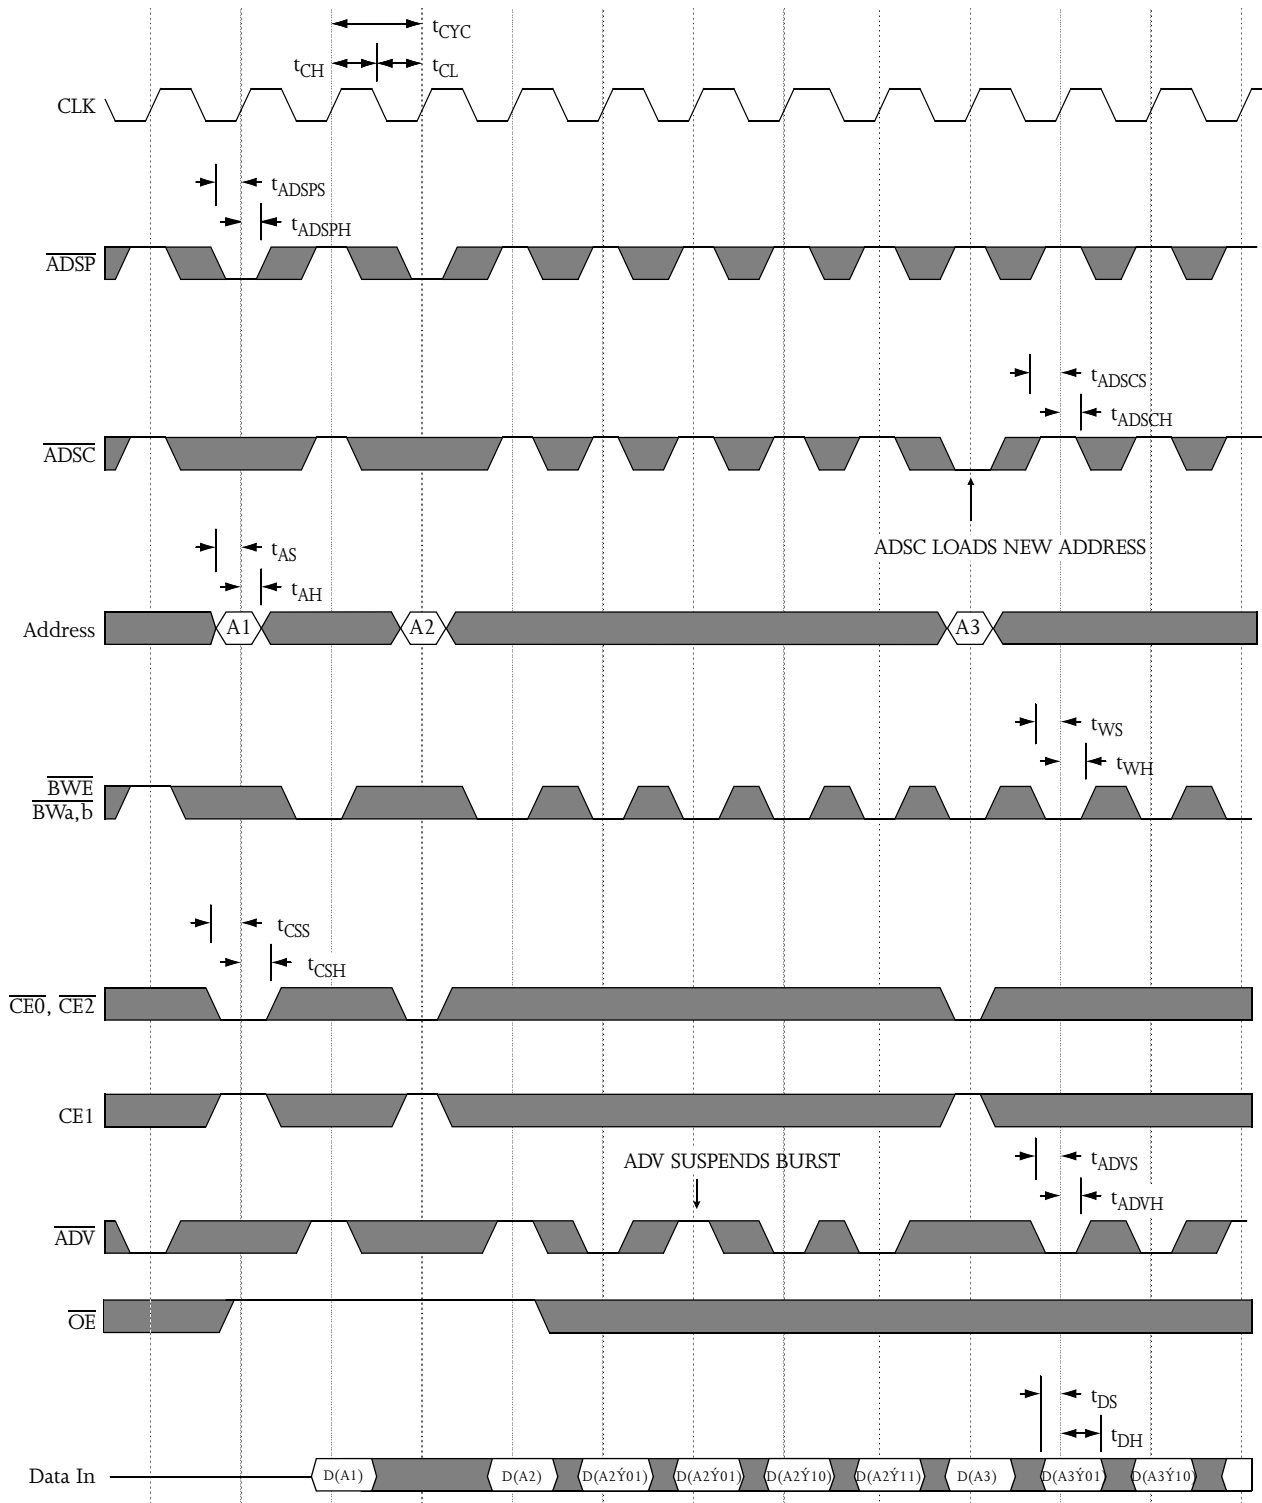 tCYC
tCH
tCL
CLK
tADSPS
tADSPH
ADSP
tADSCS
tADSCH
ADSC
ADSC LOADS NEW ADDRESS
tAS
tAH
Address
A1
A2
A3
tWS
tWH
BWE
BWa,b
tCSS
tCSH
CE0, CE2
CE1
ADV SUSPENDS BURST
tADVS
tADVH
ADV
OE
tDS
tDH
Data In
D(A1)
D(A2)
D(A2Ý01)
D(A2Ý01)
D(A2Ý10)
D(A2Ý11)
D(A3)
D(A3Ý01)
D(A3Ý10)